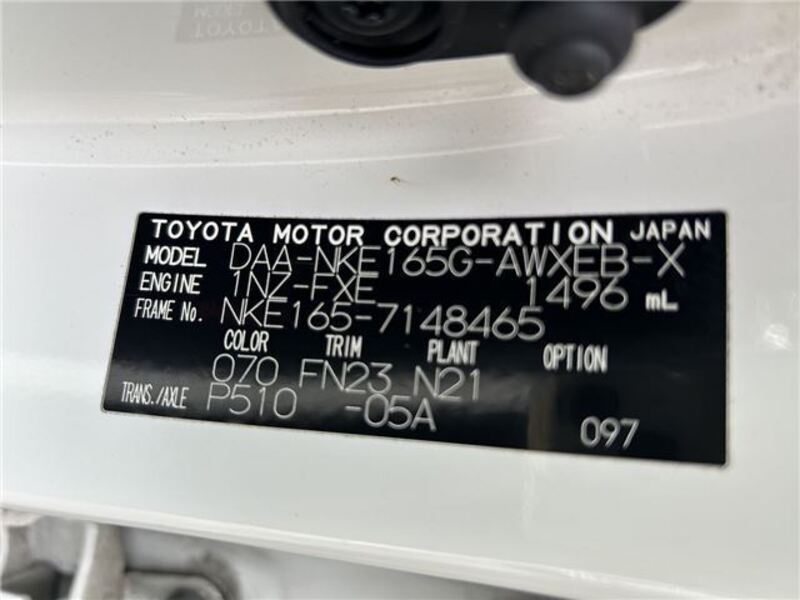 TOYOTA MOTOR CORPORATION JAPAN
MODEL DAA-NKE165G-AWXEB-X
ENGINE 1NZ-FXE 1496 mL
FRAME No. NKE165-7148465
COLOR TRIM PLANT OPTION
070 FN23 N21
TRANS./AXLE P510 -05A
097